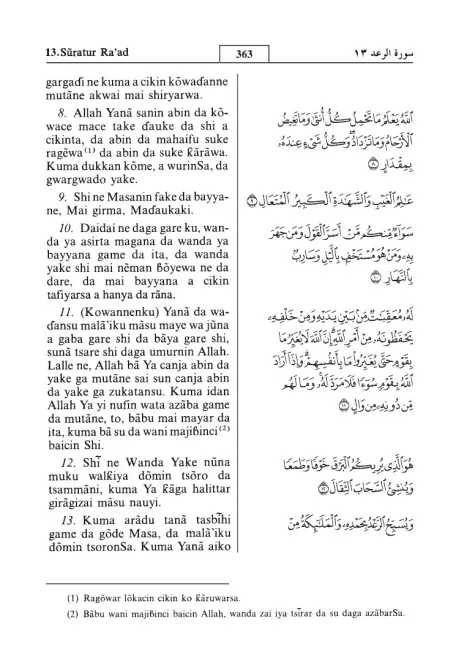 13.Sūratur Ra'ad
363
سورة الرعد ١٣
gargaɗi ne kuma a cikin kōwaɗanne
mutāne akwai mai shiryarwa.
8. Allah Yanā sanin abin da kō-
wace mace take ɗauke da shi a
cikinta, da abin da mahaifu suke
ragēwa(1) da abin da suke ƙārāwa.
Kuma dukkan kōme, a wurinSa, da
gwargwado yake.
9. Shi ne Masanin fake da bayya-
ne, Mai girma, Maɗaukaki.
10. Daidai ne daga gare ku, wan-
da ya asirta magana da wanda ya
bayyana game da ita, da wanda
yake shi mai nēman ɓōyewa ne da
dare, da mai bayyana a cikin
tafiyarsa a hanya da rāna.
11. (Kowannenku) Yanā da wa-
ɗansu malā'iku māsu maye wa jūna
a gaba gare shi da bāya gare shi,
sunā tsare shi daga umurnin Allah.
Lalle ne, Allah bā Ya canja abin da
yake ga mutāne sai sun canja abin
da yake ga zukatansu. Kuma idan
Allah Ya yi nufin wata azāba game
da mutāne, to, bābu mai mayar da
ita, kuma bā su da wani majiɓinci(2)
baicin Shi.
12. Shī ne Wanda Yake nūna
muku walƙiya dōmin tsōro da
tsammāni, kuma Ya ƙāga halittar
girāgizai māsu nauyi.
13. Kuma arādu tanā tasbīhi
game da gōde Masa, da malā'iku
dōmin tsoronSa. Kuma Yanā aiko
ٱللَّهُ يَعْلَمُ مَا تَحْمِلُ كُلُّ أُنثَىٰ وَمَا تَغِيضُ
ٱلْأَرْحَامُ وَمَا تَزْدَادُ ۖ وَكُلُّ شَىْءٍ عِندَهُۥ
بِمِقْدَارٍ ٨
عَٰلِمُ ٱلْغَيْبِ وَٱلشَّهَٰدَةِ ٱلْكَبِيرُ ٱلْمُتَعَالِ ٩
سَوَآءٌ مِّنكُم مَّنْ أَسَرَّ ٱلْقَوْلَ وَمَن جَهَرَ
بِهِۦ وَمَنْ هُوَ مُسْتَخْفٍۭ بِٱلَّيْلِ وَسَارِبٌۢ
بِٱلنَّهَارِ ١٠
لَهُۥ مُعَقِّبَٰتٌ مِّنۢ بَيْنِ يَدَيْهِ وَمِنْ خَلْفِهِۦ
يَحْفَظُونَهُۥ مِنْ أَمْرِ ٱللَّهِ ۗ إِنَّ ٱللَّهَ لَا يُغَيِّرُ مَا
بِقَوْمٍ حَتَّىٰ يُغَيِّرُوا۟ مَا بِأَنفُسِهِمْ ۗ وَإِذَآ أَرَادَ
ٱللَّهُ بِقَوْمٍ سُوٓءًا فَلَا مَرَدَّ لَهُۥ ۚ وَمَا لَهُم
مِّن دُونِهِۦ مِن وَالٍ ١١
هُوَ ٱلَّذِى يُرِيكُمُ ٱلْبَرْقَ خَوْفًا وَطَمَعًا
وَيُنشِئُ ٱلسَّحَابَ ٱلثِّقَالَ ١٢
وَيُسَبِّحُ ٱلرَّعْدُ بِحَمْدِهِۦ وَٱلْمَلَٰٓئِكَةُ مِنْ
(1) Ragōwar lōkacin cikin ko ƙāruwarsa.
(2) Bābu wani majiɓinci baicin Allah, wanda zai iya tsīrar da su daga azābarSa.